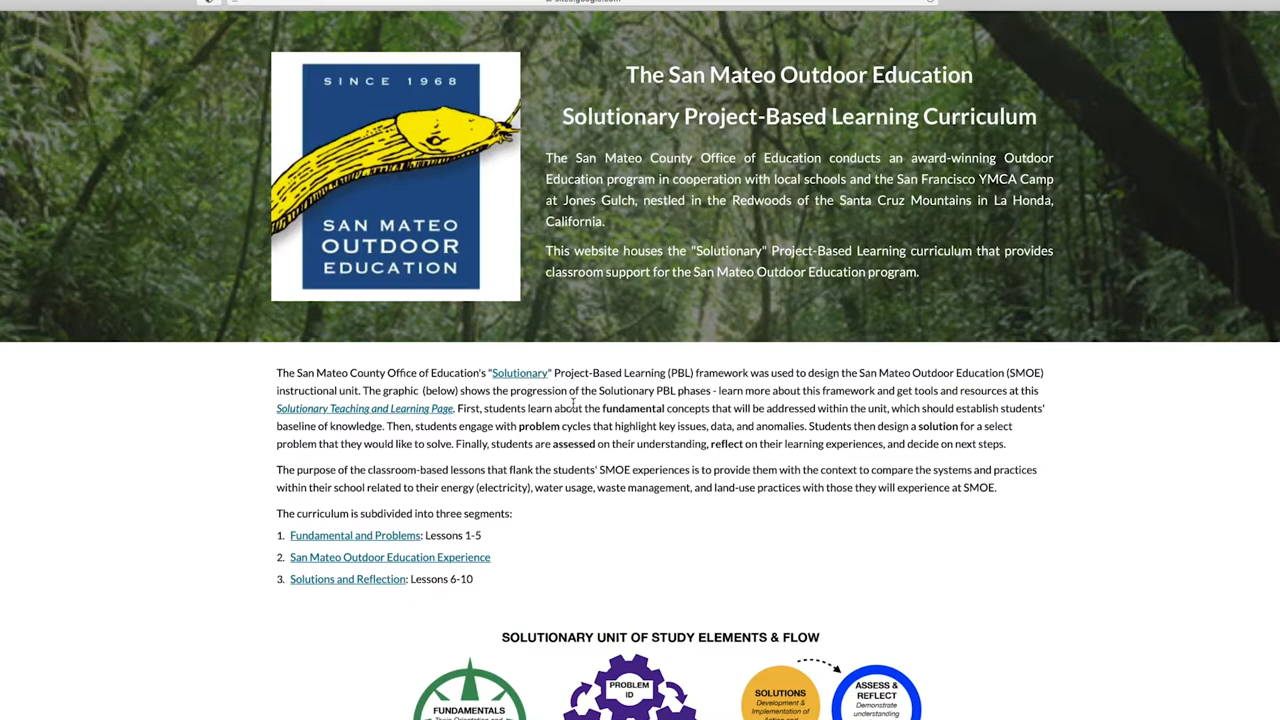 SINCE 1968
SAN MATEO
OUTDOOR
EDUCATION
The San Mateo Outdoor Education
Solutionary Project-Based Learning Curriculum
The San Mateo County Office of Education conducts an award-winning Outdoor
Education program in cooperation with local schools and the San Francisco YMCA Camp
at Jones Gulch, nestled in the Redwoods of the Santa Cruz Mountains in La Honda,
California.
This website houses the "Solutionary" Project-Based Learning curriculum that provides
classroom support for the San Mateo Outdoor Education program.
The San Mateo County Office of Education's "Solutionary" Project-Based Learning (PBL) framework was used to design the San Mateo Outdoor Education (SMOE)
instructional unit. The graphic (below) shows the progression of the Solutionary PBL phases - learn more about this framework and get tools and resources at this
Solutionary Teaching and Learning Page. First, students learn about the fundamental concepts that will be addressed within the unit, which should establish students'
baseline of knowledge. Then, students engage with problem cycles that highlight key issues, data, and anomalies. Students then design a solution for a select
problem that they would like to solve. Finally, students are assessed on their understanding, reflect on their learning experiences, and decide on next steps.
The purpose of the classroom-based lessons that flank the students' SMOE experiences is to provide them with the context to compare the systems and practices
within their school related to their energy (electricity), water usage, waste management, and land-use practices with those they will experience at SMOE.
The curriculum is subdivided into three segments:
1. Fundamental and Problems: Lessons 1-5
2. San Mateo Outdoor Education Experience
3. Solutions and Reflection: Lessons 6-10
SOLUTIONARY UNIT OF STUDY ELEMENTS & FLOW
FUNDAMENTALS
PROBLEM
ID
SOLUTIONS
Development &
Implementation of
ASSESS &
REFLECT
Demonstrate
understanding